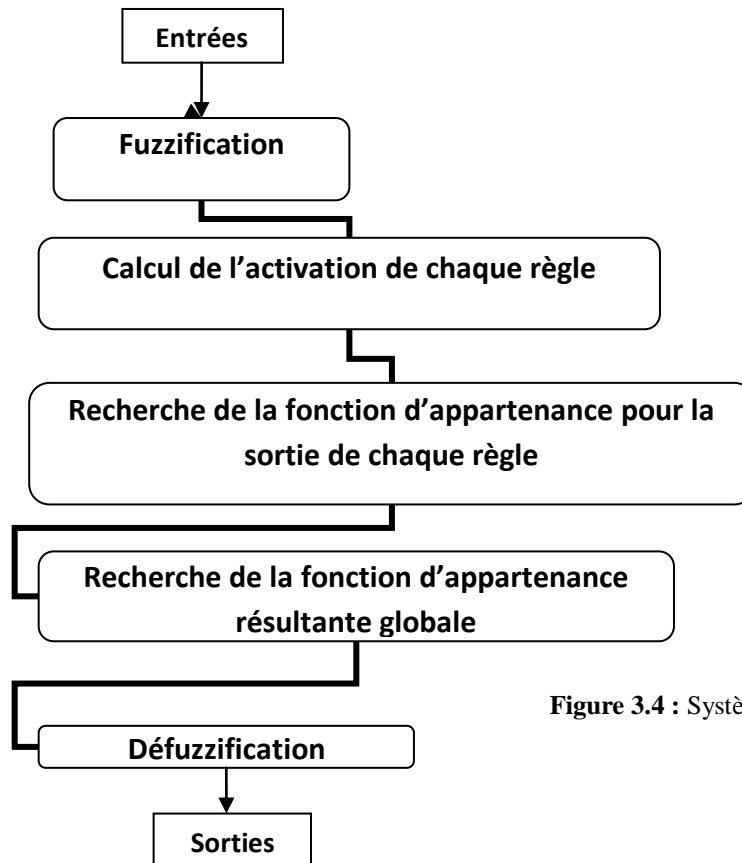 Entrées
Fuzzification
Calcul de l’activation de chaque règle
Recherche de la fonction d’appartenance pour la
sortie de chaque règle
Recherche de la fonction d’appartenance
résultante globale
Figure 3.4 : Systè
Défuzzification
Sorties